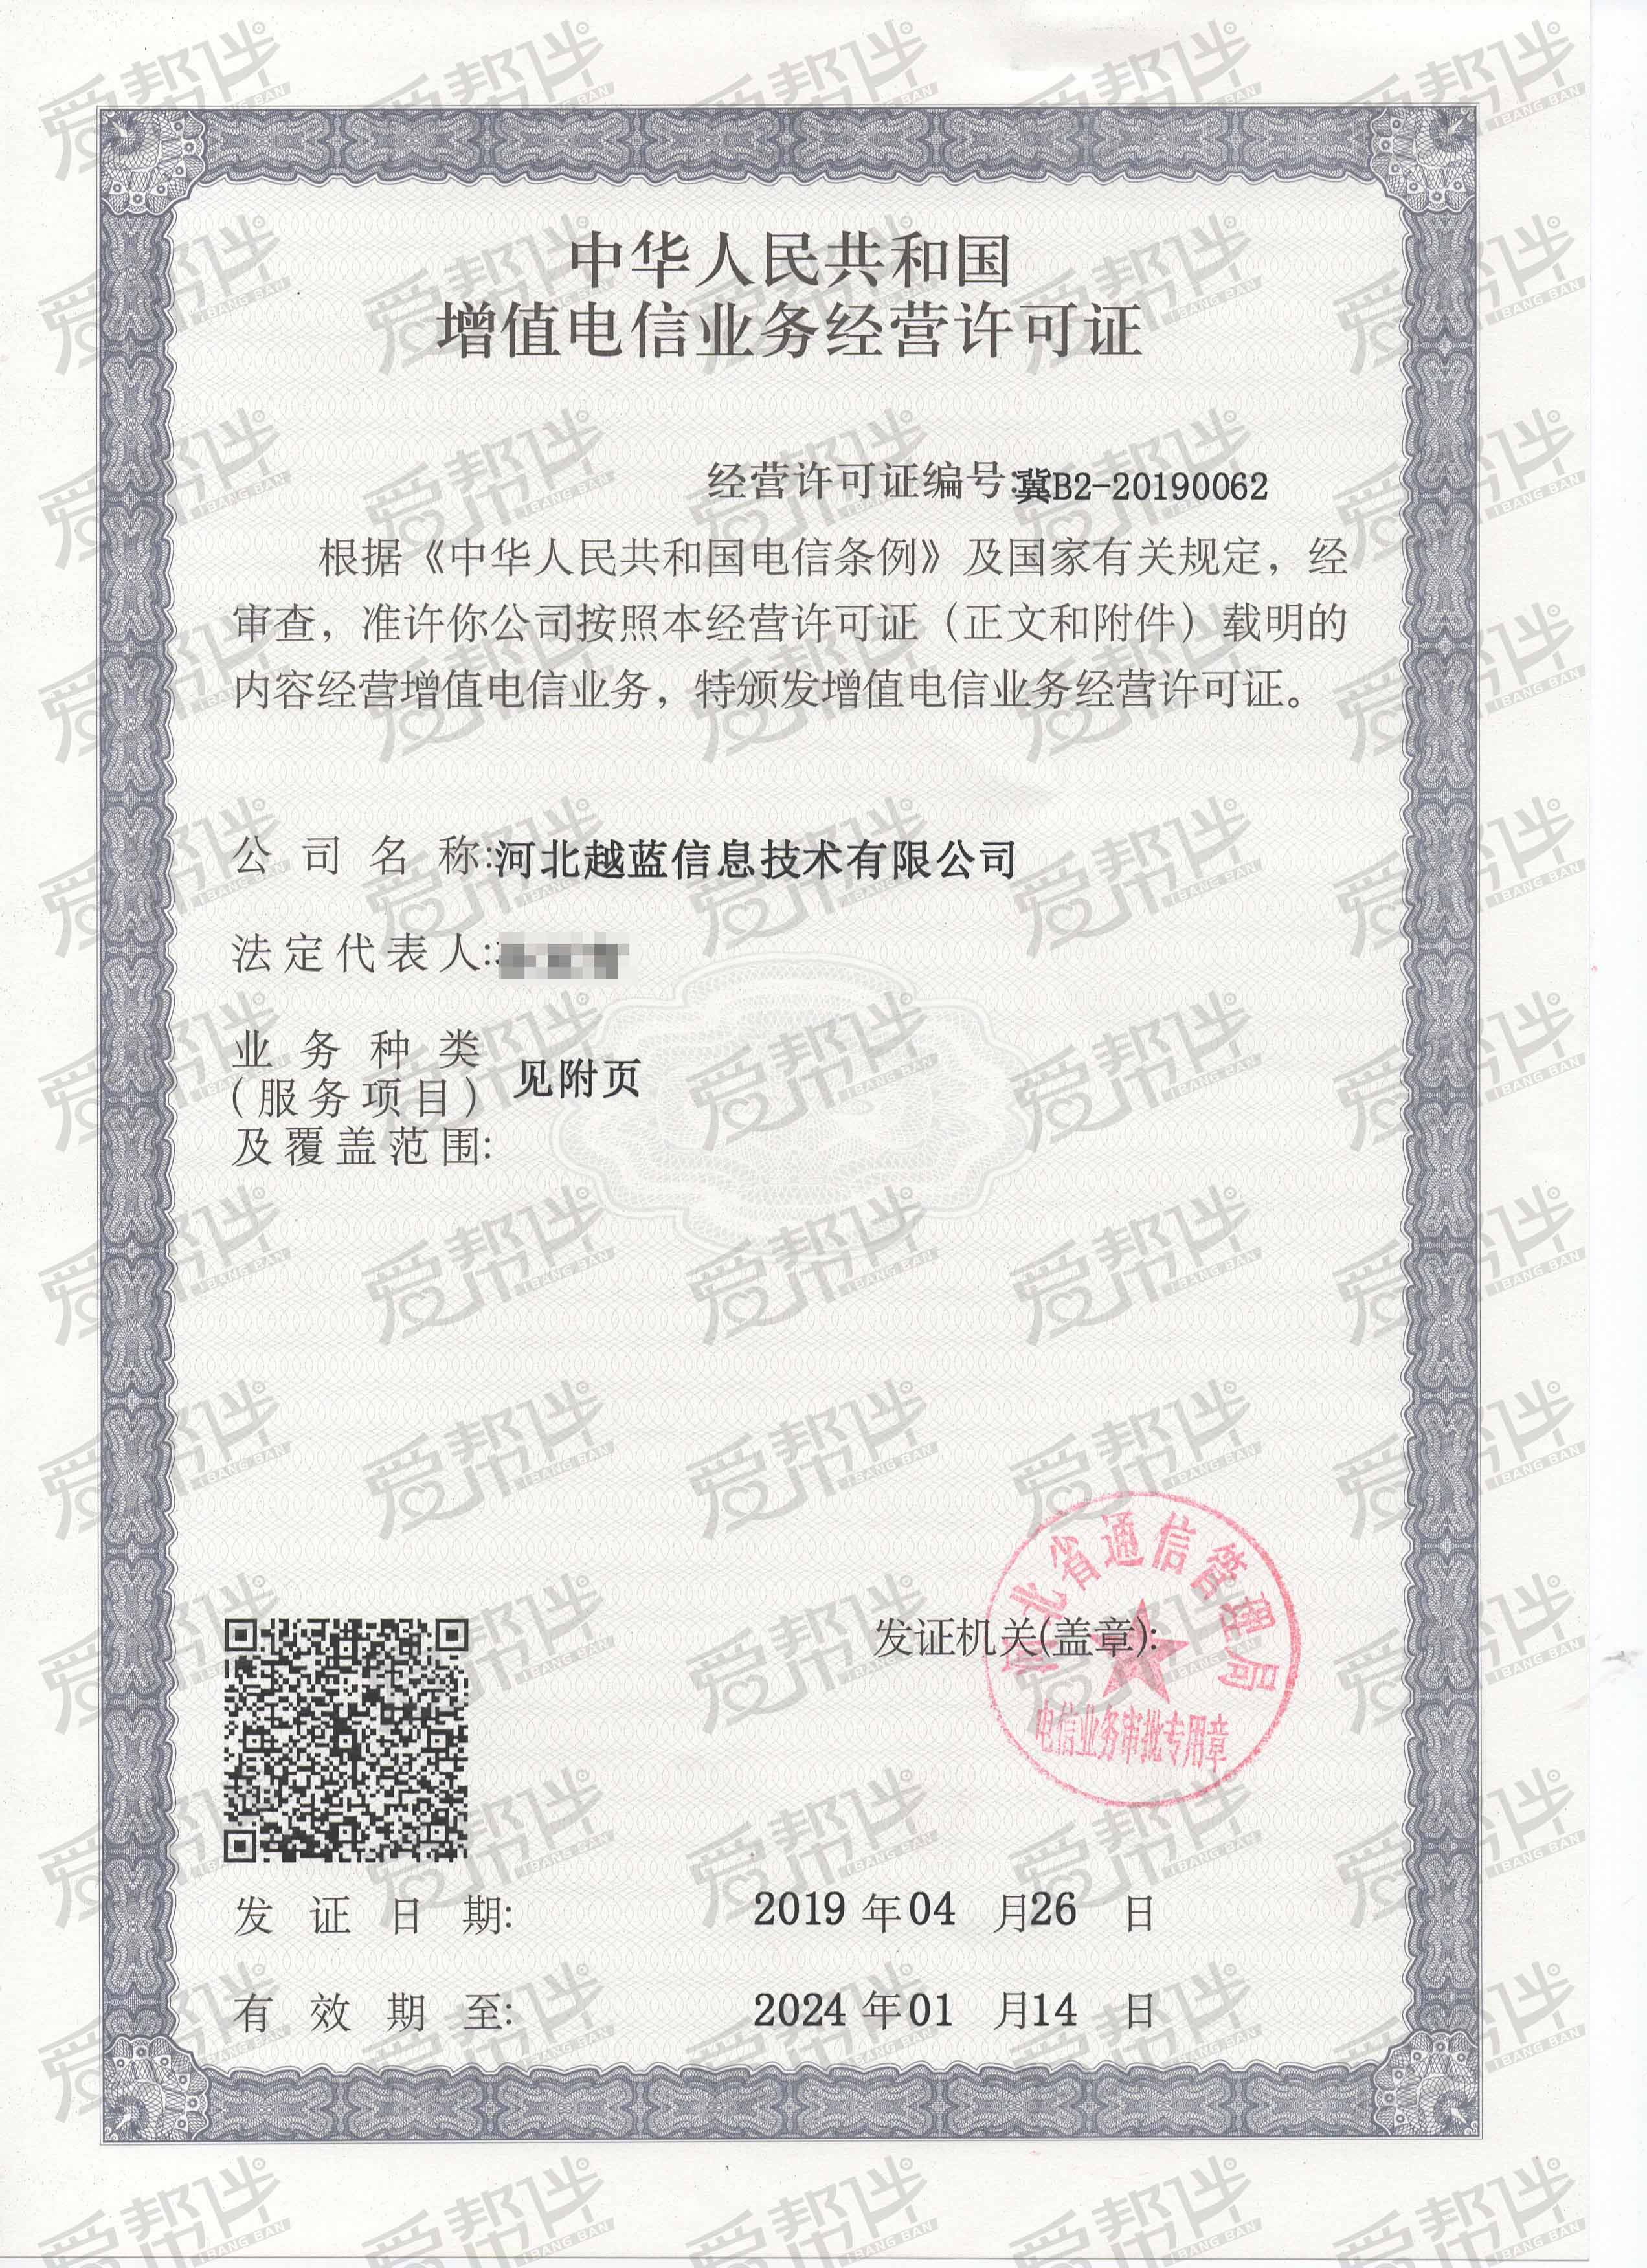 中华人民共和国
增值电信业务经营许可证
经营许可证编号:冀B2-20190062
根据《中华人民共和国电信条例》及国家有关规定，经
审查，准许你公司按照本经营许可证（正文和附件）载明的
内容经营增值电信业务，特颁发增值电信业务经营许可证。
公司名称:河北越蓝信息技术有限公司
法定代表人:
业务种类
(服务项目)
及覆盖范围:
见附页
发证机关(盖章):
河北省通信管理局
电信业务审批专用章
发证日期: 2019 年 04 月 26 日
有效期至: 2024 年 01 月 14 日
爱帮伴
IBANG BAN